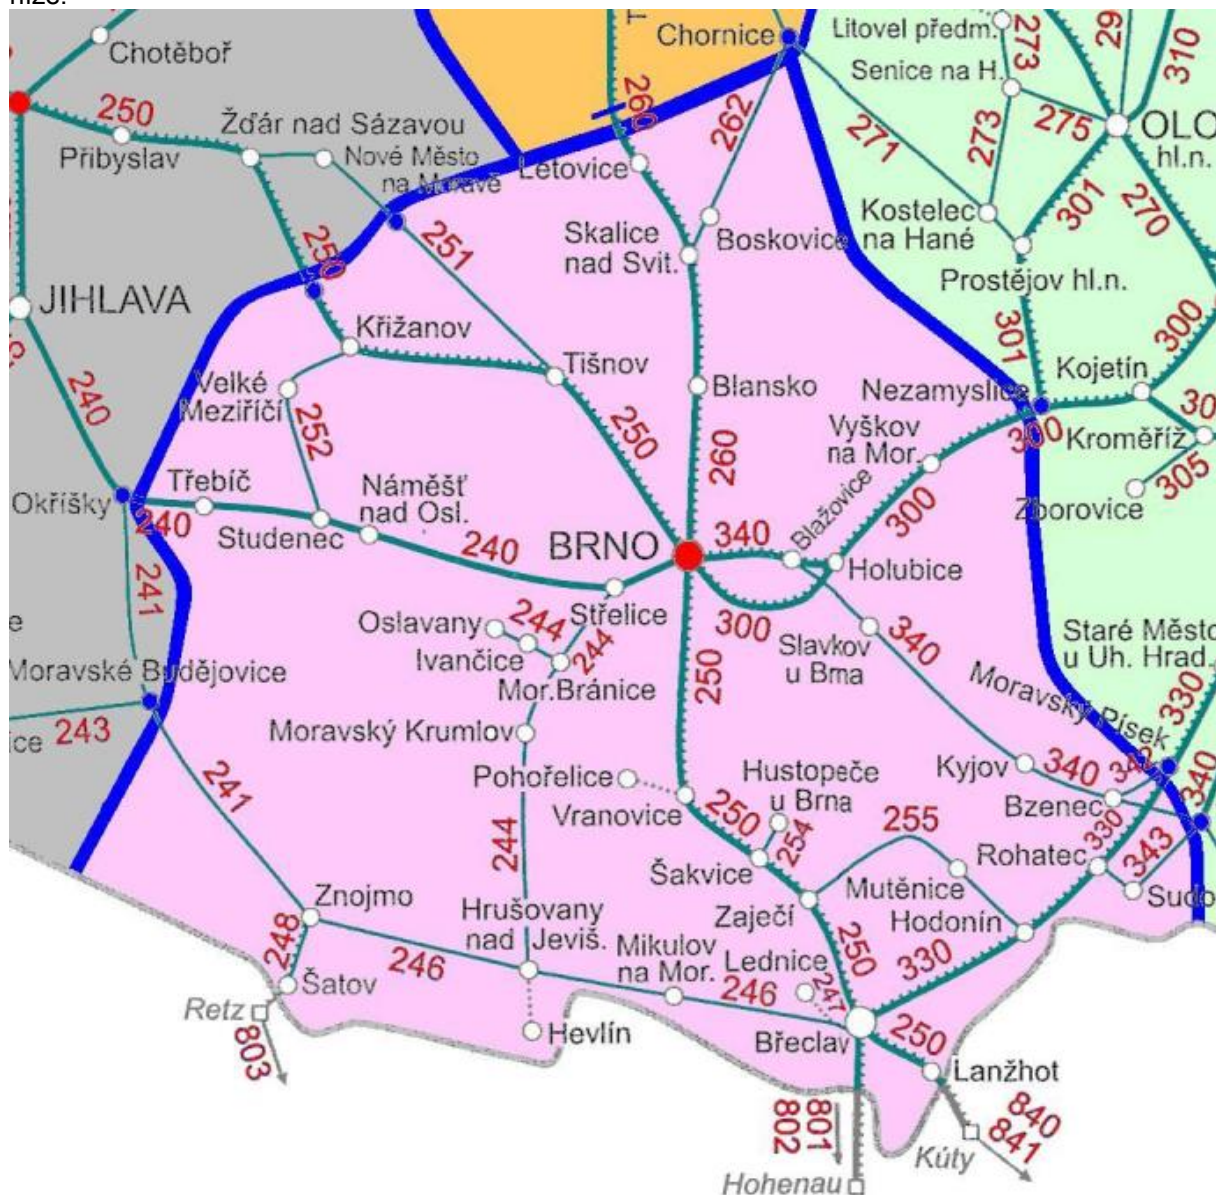 níže.
Chotěboř
Chornice
Litovel předm.
273
29
310
Senice na H.
250
Žďár nad Sázavou
260
262
275
OLO
hl.n.
Přibyslav
Nové Město
na Moravě
Letovice
271
273
Kostelec
na Hané
301
270
250
251
Skalice
nad Svit.
Boskovice
Prostějov hl.n.
JIHLAVA
Křižanov
301
300
Tišnov
Velké
Meziříčí
Blansko
Nezamyslice
Kojetín
30
240
252
250
260
Vyškov
na Mor.
300
Kroměříž
305
Zborovice
Okříšky
Třebíč
240
Studenec
Náměšť
nad Osl.
240
BRNO
340
Blažovice
300
Holubice
241
Střelice
300
Oslavany
244
Ivančice
244
Mor.Bránice
250
Slavkov
u Brna
340
Staré Město
u Uh. Hrad.
e
Moravské Budějovice
Moravský Písek
330
243
ice
Moravský Krumlov
241
Pohořelice
Vranovice
Hustopeče
u Brna
Kyjov
340
342
340
Bzenec
244
250
254
255
330
Šakvice
Rohatec
343
Znojmo
Hrušovany
nad Jeviš.
Zaječí
Mutěnice
Hodonín
Sudo
248
246
Mikulov
na Mor.
Lednice
250
330
Šatov
246
247
Retz
803
Hevlín
Břeclav
250
Lanžhot
801
802
840
841
Kúty
Hohenau